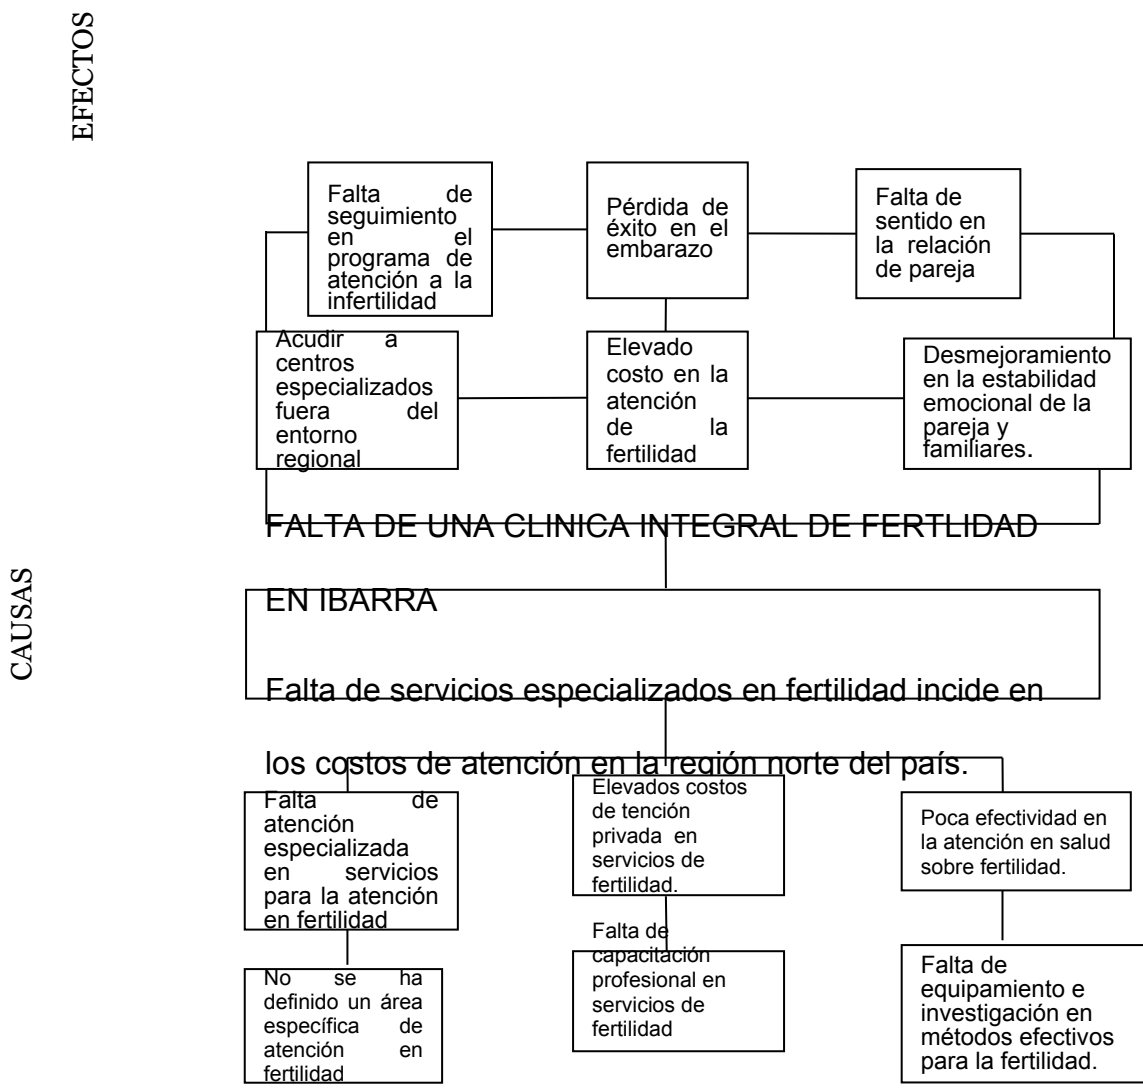 EFECTOS
Falta de
seguimiento
en el
programa de
atención a la
infertilidad
Pérdida de
éxito en el
embarazo
Falta de
sentido en
la relación
de pareja
Acudir a
centros
especializados
fuera del
entorno
regional
Elevado
costo en la
atención
de la
fertilidad
Desmejoramiento
en la estabilidad
emocional de la
pareja y
familiares.
FALTA DE UNA CLINICA INTEGRAL DE FERTLIDAD
EN IBARRA
Falta de servicios especializados en fertilidad incide en
los costos de atención en la región norte del país.
CAUSAS
Falta de
atención
especializada
en servicios
para la atención
en fertilidad
Elevados costos
de tención
privada en
servicios de
fertilidad.
Poca efectividad en
la atención en salud
sobre fertilidad.
No se ha
definido un área
específica de
atención en
fertilidad
Falta de
capacitación
profesional en
servicios de
fertilidad
Falta de
equipamiento e
investigación en
métodos efectivos
para la fertilidad.